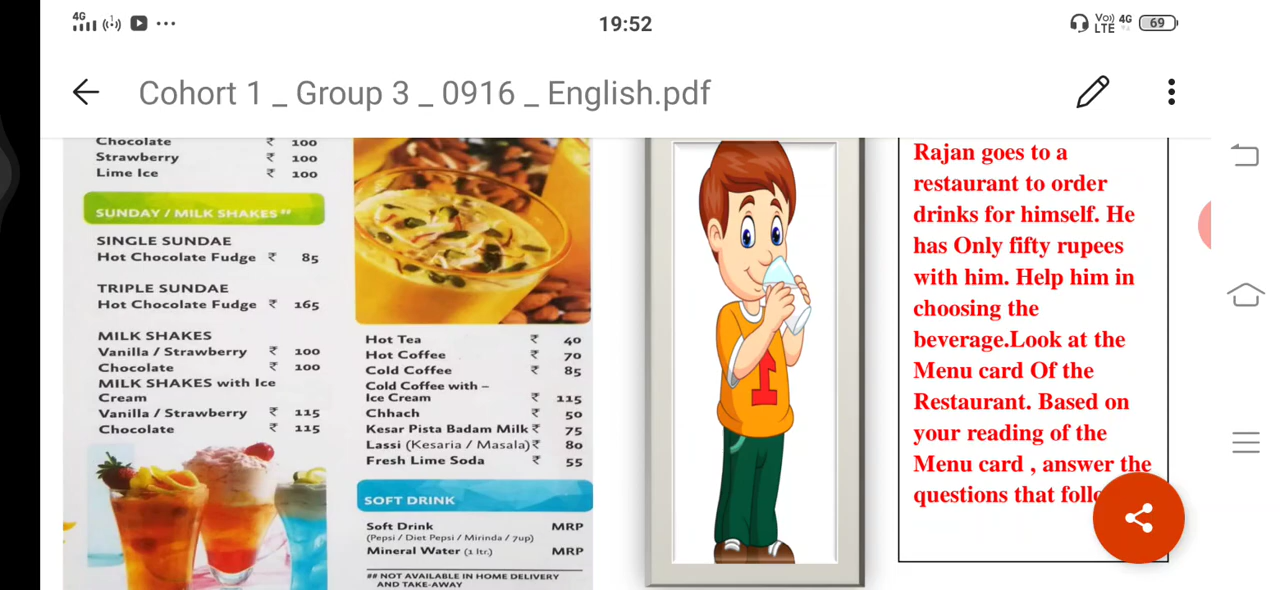 4G
19:52
Vo))
LTE
4G
69
Cohort 1 _ Group 3 _ 0916 _ English.pdf
Chocolate ₹ 100
Strawberry ₹ 100
Lime Ice ₹ 100
SUNDAY / MILK SHAKES
SINGLE SUNDAE
Hot Chocolate Fudge ₹ 85
TRIPLE SUNDAE
Hot Chocolate Fudge ₹ 165
MILK SHAKES
Vanilla / Strawberry ₹ 100
Chocolate ₹ 100
MILK SHAKES with Ice
Cream
Vanilla / Strawberry ₹ 115
Chocolate ₹ 115
Hot Tea ₹ 40
Hot Coffee ₹ 70
Cold Coffee ₹ 85
Cold Coffee with –
Ice Cream ₹ 115
Chhach ₹ 50
Kesar Pista Badam Milk ₹ 75
Lassi (Kesaria / Masala) ₹ 80
Fresh Lime Soda ₹ 55
SOFT DRINK
Soft Drink MRP
(Pepsi / Diet Pepsi / Mirinda / 7up)
Mineral Water (1 ltr.) MRP
## NOT AVAILABLE IN HOME DELIVERY
AND TAKE-AWAY
1
Rajan goes to a
restaurant to order
drinks for himself. He
has Only fifty rupees
with him. Help him in
choosing the
beverage.Look at the
Menu card Of the
Restaurant. Based on
your reading of the
Menu card , answer the
questions that